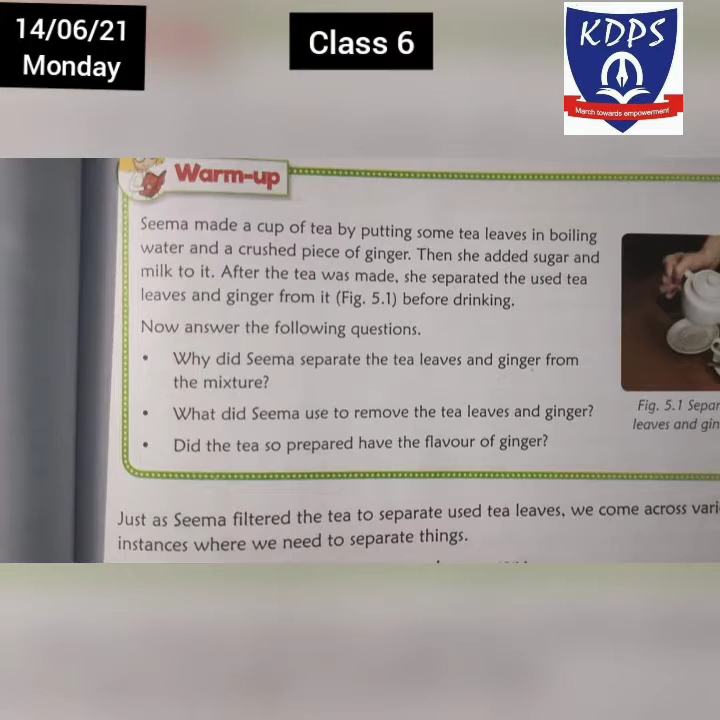 14/06/21
Monday
Class 6
KDPS
March towards empowerment
Warm-up
Seema made a cup of tea by putting some tea leaves in boiling
water and a crushed piece of ginger. Then she added sugar and
milk to it. After the tea was made, she separated the used tea
leaves and ginger from it (Fig. 5.1) before drinking.
Now answer the following questions.
• Why did Seema separate the tea leaves and ginger from
the mixture?
• What did Seema use to remove the tea leaves and ginger?
• Did the tea so prepared have the flavour of ginger?
Fig. 5.1 Separ
leaves and gin
Just as Seema filtered the tea to separate used tea leaves, we come across vari
instances where we need to separate things.